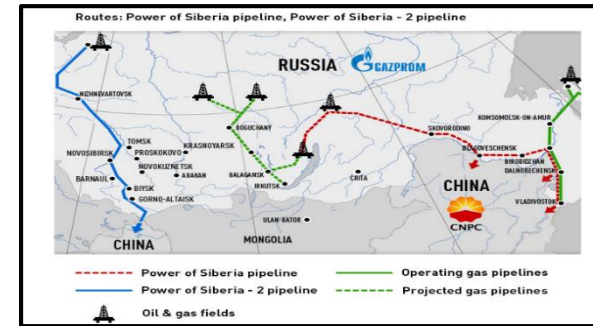 Routes: Power of Siberia pipeline, Power of Siberia - 2 pipeline
RUSSIA
GAZPROM
NIZHNEVARTOVSK
KOMSOMOLSK-ON-AMUR
BOGUCHANY
SKOVORODINO
TOMSK
PROSKOKOVO
KRASNOYARSK
BLAGOVESCHENSK
BIROBIDZHAN
NOVOSIBIRSK
NOVOKUZNETSK
DALNERECHENSK
BARNAUL
ABAKAN
BALAGANSK
CHITA
BIYSK
IRKUTSK
CHINA
GORNO-ALTAISK
VLADIVOSTOK
ULAN-BATOR
CNPC
CHINA
MONGOLIA
Power of Siberia pipeline
Operating gas pipelines
Power of Siberia - 2 pipeline
Projected gas pipelines
Oil & gas fields